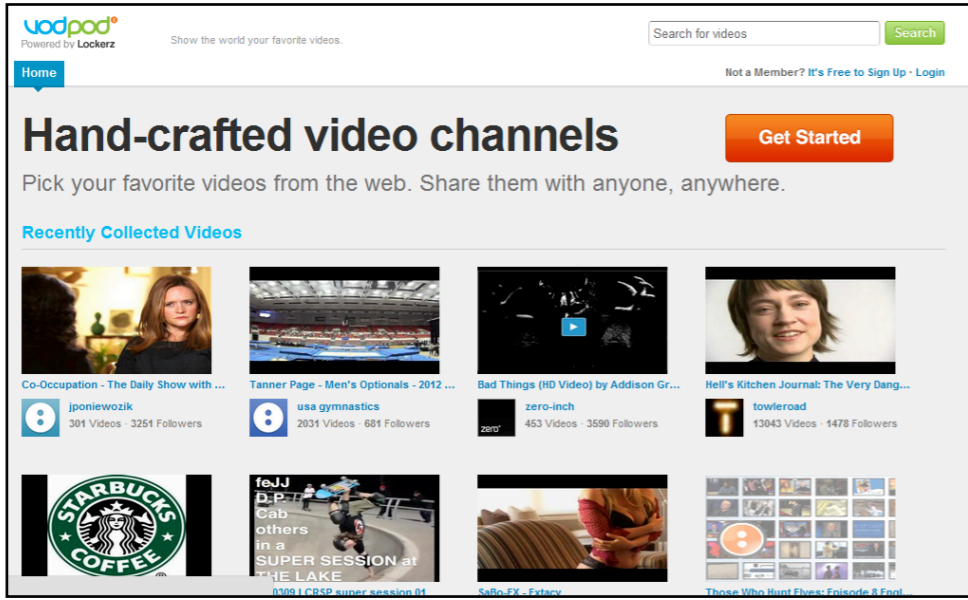 vodpod
Powered by Lockerz
Show the world your favorite videos.
Search for videos
Search
Home
Not a Member? It's Free to Sign Up · Login
Hand-crafted video channels
Get Started
Pick your favorite videos from the web. Share them with anyone, anywhere.
Recently Collected Videos
Co-Occupation - The Daily Show with ...
jponiewozik
301 Videos · 3251 Followers
Tanner Page - Men's Optionals - 2012 ...
usa gymnastics
2031 Videos · 681 Followers
Bad Things (HD Video) by Addison Gr...
zero"
zero-inch
453 Videos · 3590 Followers
Hell's Kitchen Journal: The Very Dang...
T
towleroad
13043 Videos · 1478 Followers
STARBUCKS
COFFEE
feJJ
D.P.
Cab
others
in a
SUPER SESSION at
THE LAKE
0309 LCRSP super session 01
SaBo-FX - Extacy
Those Who Hunt Elves: Episode 8 Engl...